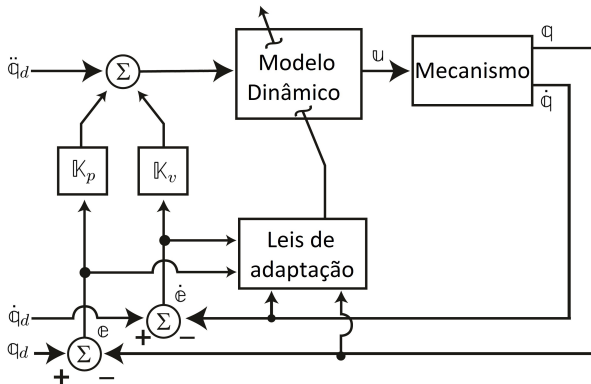 q̈d
Σ
Modelo
Dinâmico
u
Mecanismo
q
q̇
𝕂p
𝕂v
Leis de
adaptação
q̇d
ė
Σ
+
−
e
qd
Σ
+
−